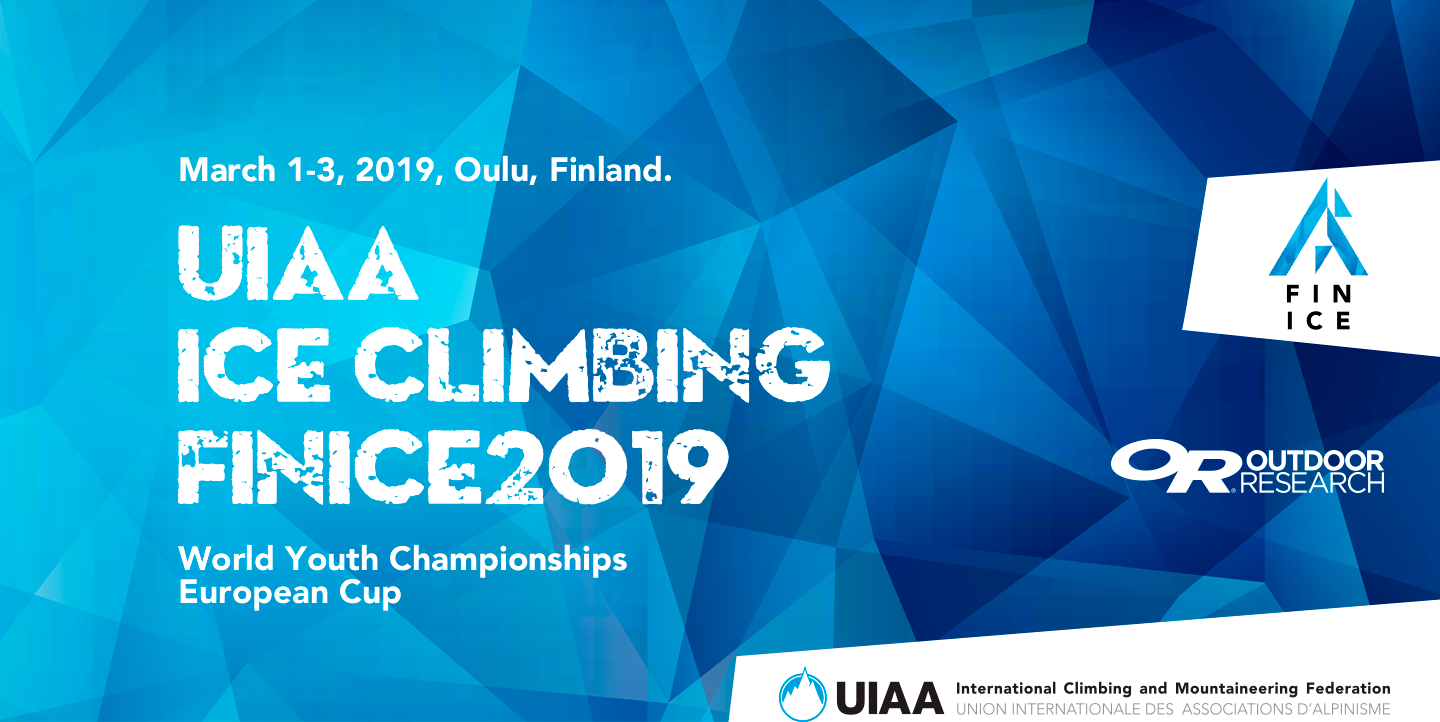 March 1-3, 2019, Oulu, Finland.
UIAA
ICE CLIMBING
FINICE2019
World Youth Championships
European Cup
FIN
ICE
OR OUTDOOR
RESEARCH
UIAA International Climbing and Mountaineering Federation
UNION INTERNATIONALE DES ASSOCIATIONS D'ALPINISME